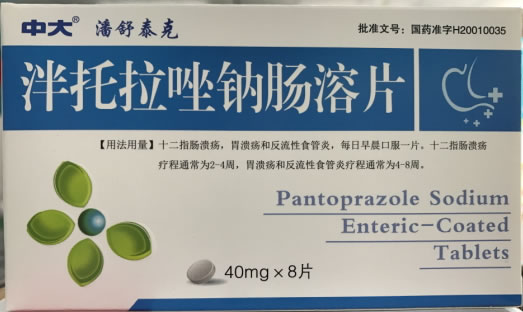 中大® 潘舒泰克
批准文号：国药准字H20010035
泮托拉唑钠肠溶片
【用法用量】十二指肠溃疡，胃溃疡和反流性食管炎，每日早晨口服一片。十二指肠溃疡
疗程通常为2-4周，胃溃疡和反流性食管炎疗程通常为4-8周。
Pantoprazole Sodium
Enteric-Coated
Tablets
40mg×8片